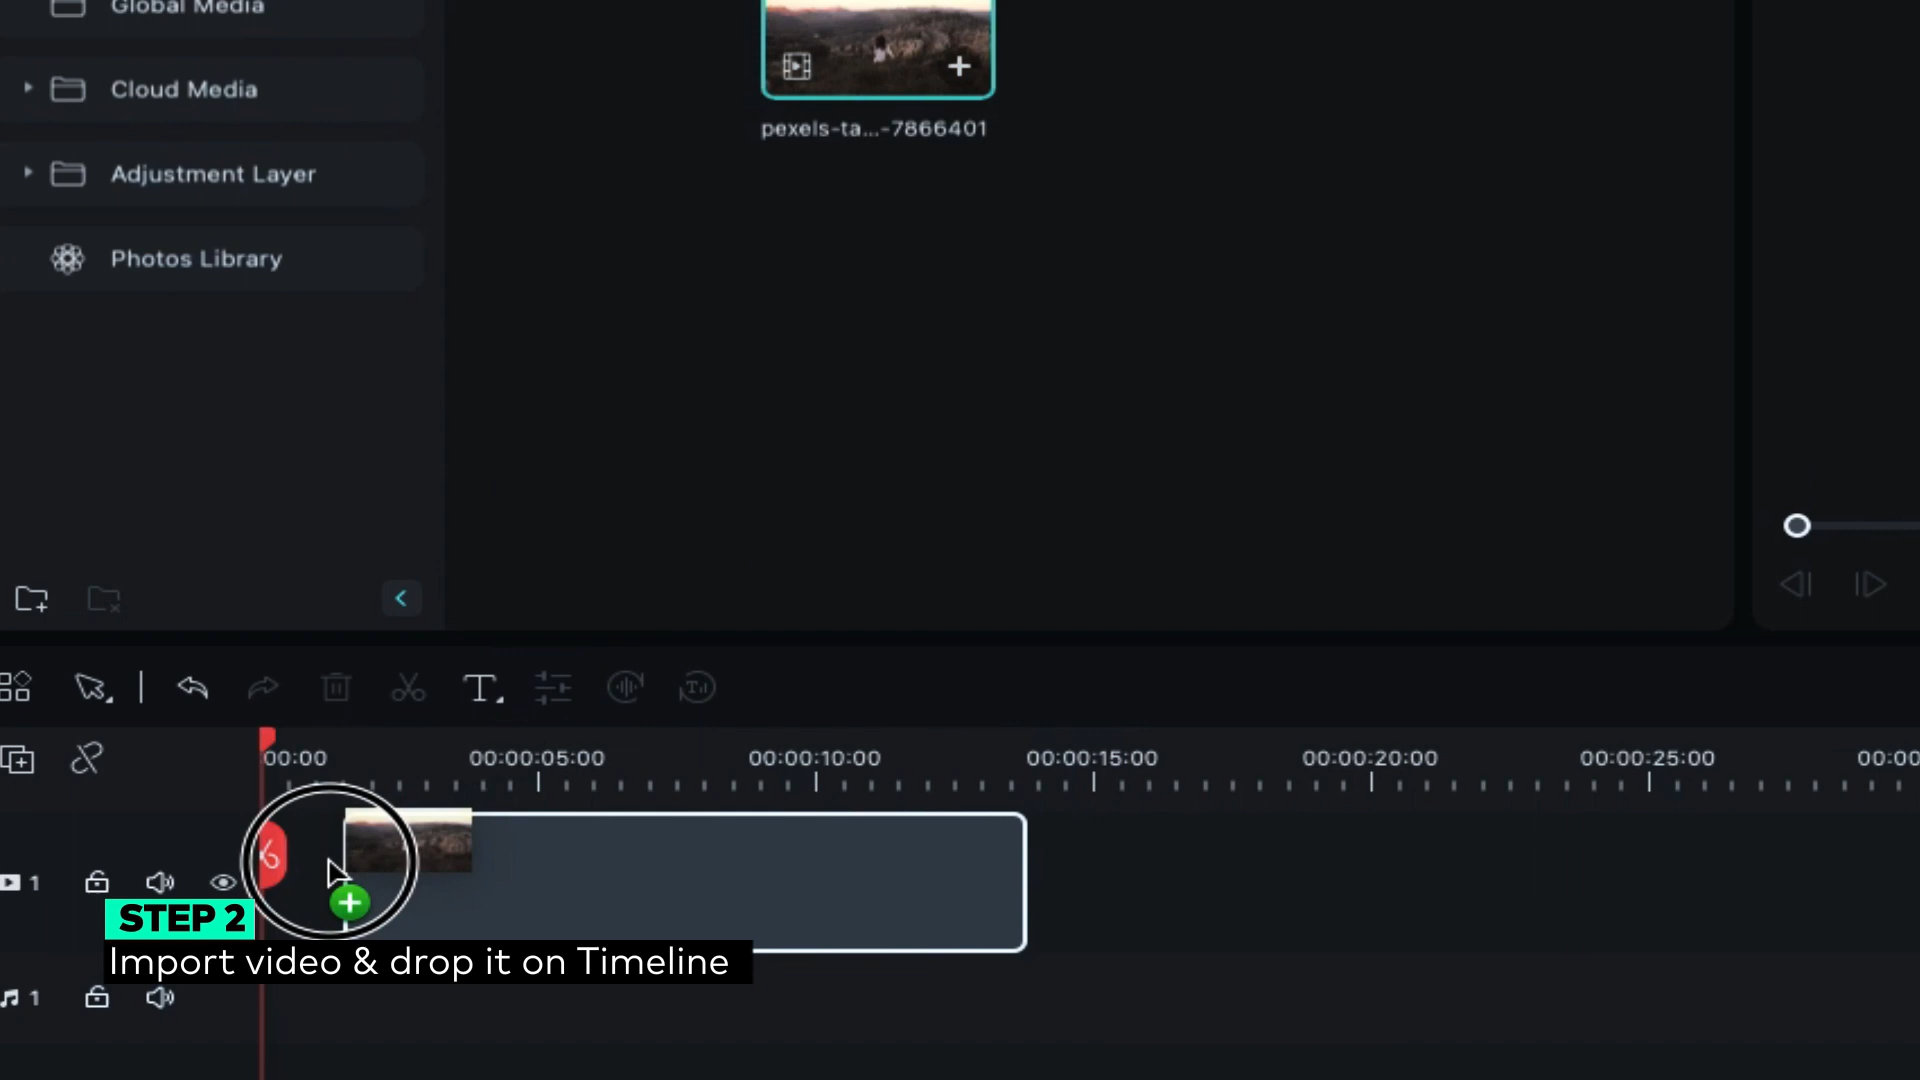 Global Media
Cloud Media
Adjustment Layer
Photos Library
pexels-ta...-7866401
00:00
00:00:05:00
00:00:10:00
00:00:15:00
00:00:20:00
00:00:25:00
00:00
1
STEP 2
Import video & drop it on Timeline
1